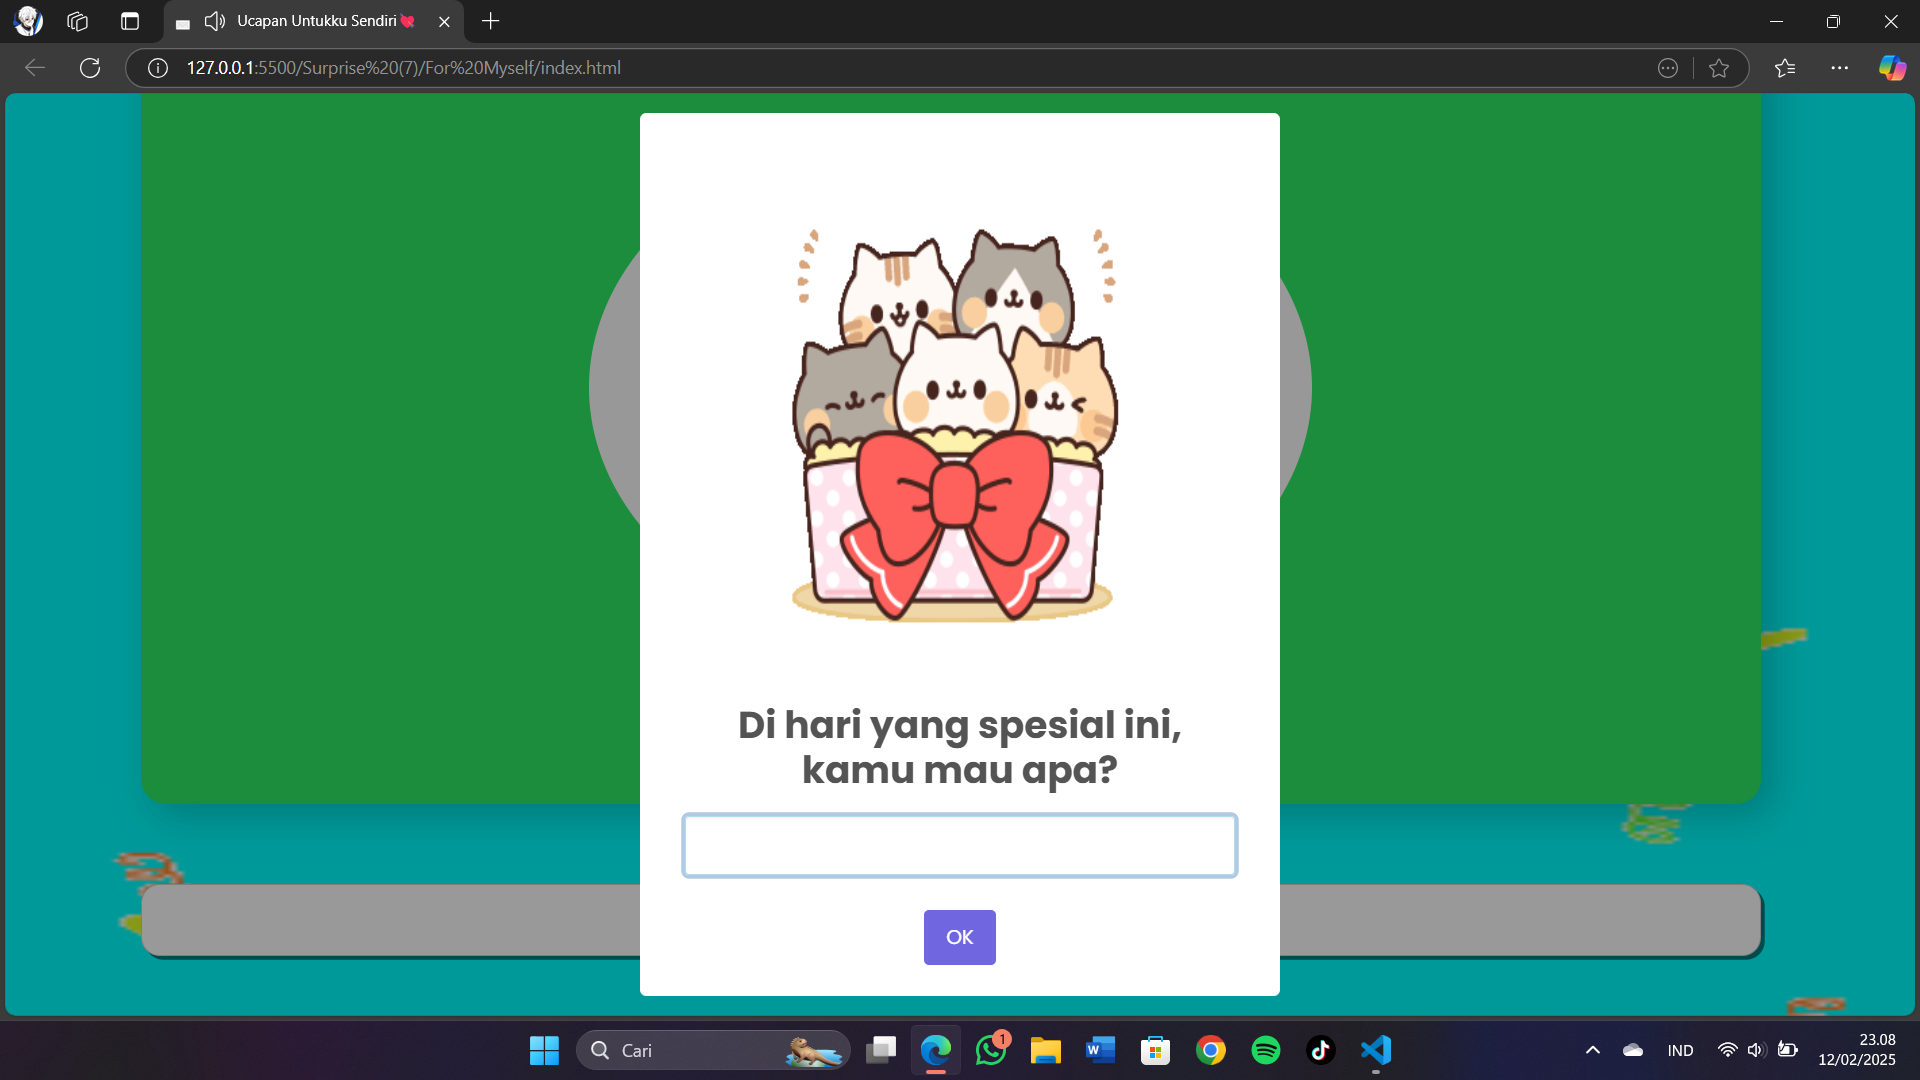 Ucapan Untukku Sendiri
127.0.0.1:5500/Surprise%20(7)/For%20Myself/index.html
Di hari yang spesial ini,
kamu mau apa?
OK
Cari
1
W
IND
23.08
12/02/2025